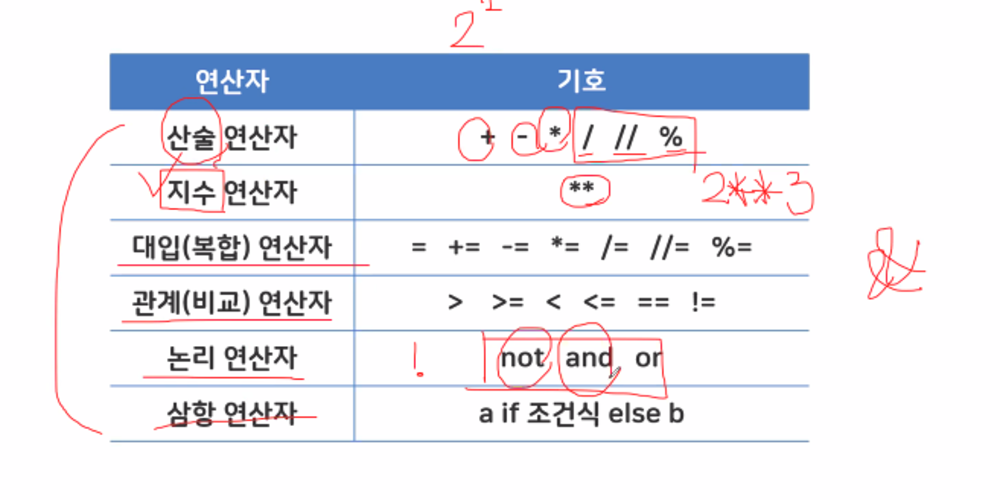 2
연산자 기호
산술 연산자 + - * / // %
지수 연산자 ** 2**3
대입(복합) 연산자 = += -= *= /= //= %=
&
관계(비교) 연산자 > >= < <= == !=
논리 연산자 ! not and or
삼항 연산자 a if 조건식 else b